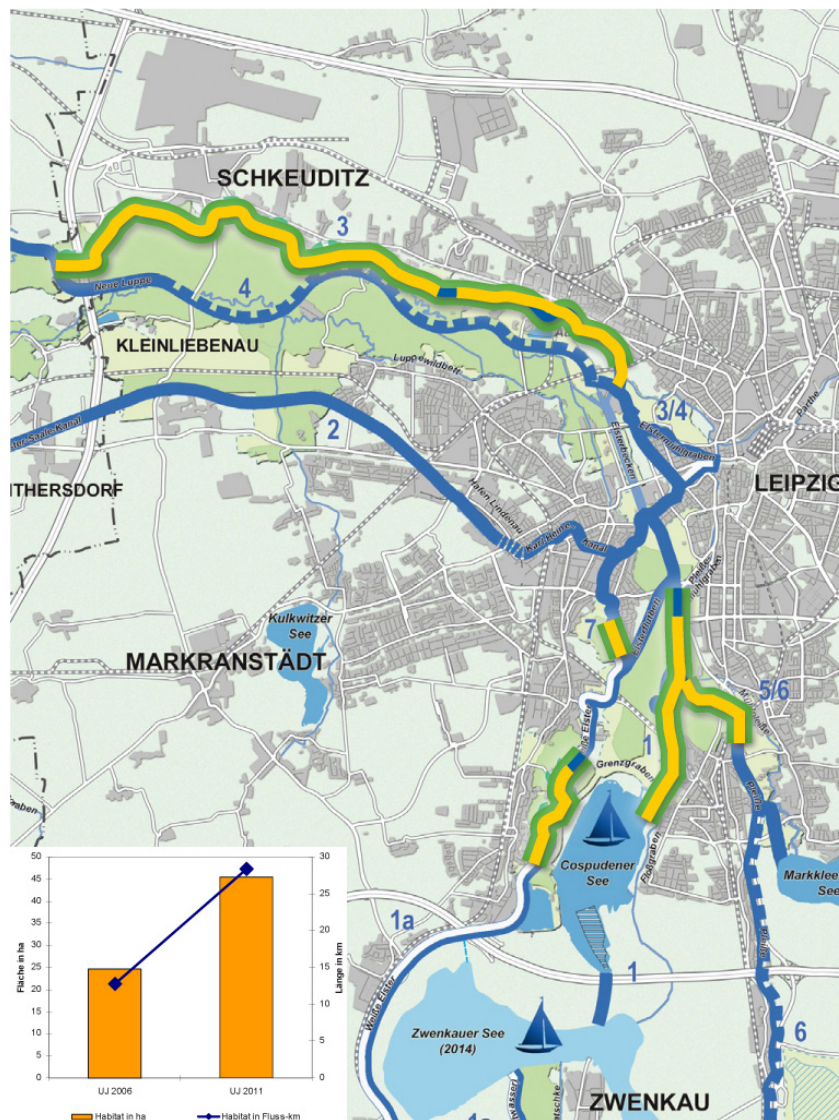 SCHKEUDITZ
3
4
Neue Luppe
KLEINLIEBENAU
Luppewildbett
2
3/4
Elstermühlgraben
Parthe
Elsterbecken
LEIPZIG
THERSDORF
Hafen Lindenau
Karl-Heine-
Kanal
Kulkwitzer
See
MARKRANSTÄDT
7
Elsterflutbett
5/6
1
Grenzgraben
Pleiße
Cospudener
See
Floßgraben
Markklee
See
1a
Weiße Elster
1
Pleiße
6
Zwenkauer See
(2014)
ZWENKAU
50
45
40
35
30
25
20
15
10
5
0
Fläche in ha
30
25
20
15
10
5
0
Länge in km
UJ 2006
UJ 2011
Habitat in ha
Habitat in Fluss-km